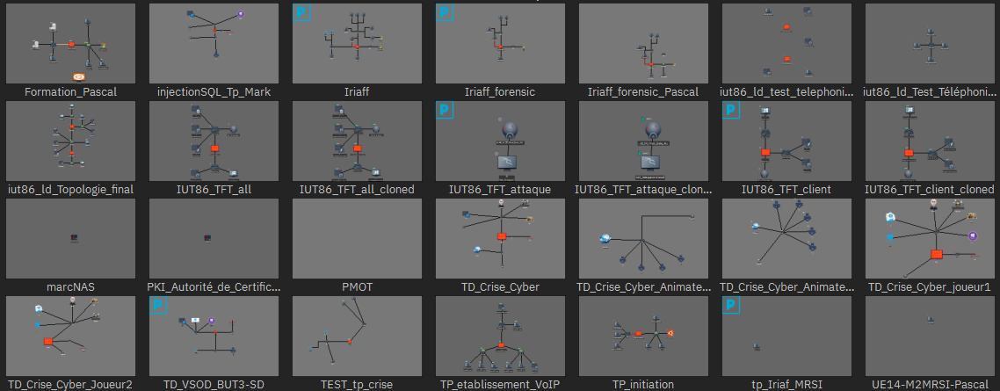 P
P
Formation_Pascal
injectionSQL_Tp_Mark
Iriaff
Iriaff_forensic
Iriaff_forensic_Pascal
iut86_ld_test_telephoni...
iut86_ld_Test_Téléphoni...
P
P
iut86_ld_Topologie_final
IUT86_TFT_all
IUT86_TFT_all_cloned
IUT86_TFT_attaque
IUT86_TFT_attaque_clon...
IUT86_TFT_client
IUT86_TFT_client_cloned
marcNAS
PKI_Autorité_de_Certific...
PMOT
TD_Crise_Cyber
TD_Crise_Cyber_Animate...
TD_Crise_Cyber_Animate...
TD_Crise_Cyber_joueur1
P
P
TD_Crise_Cyber_Joueur2
TD_VSOD_BUT3-SD
TEST_tp_crise
TP_etablissement_VoIP
TP_initiation
tp_Iriaf_MRSI
UE14-M2MRSI-Pascal